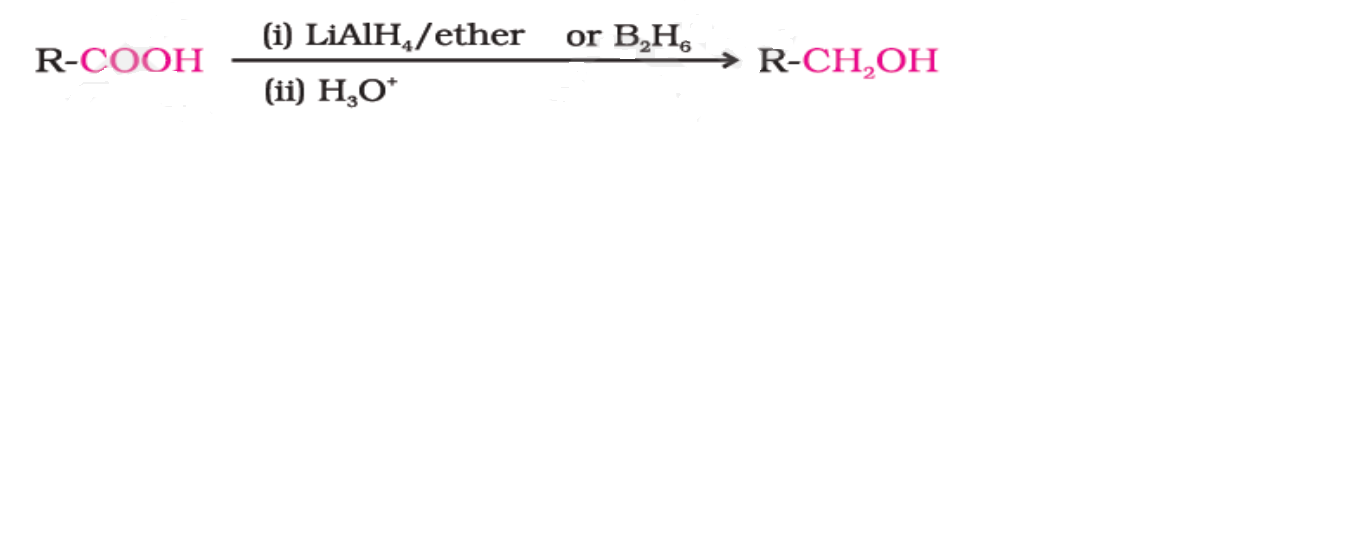 (i) LiAlH₄/ether or B₂H₆
R-COOH → R-CH₂OH
(ii) H₃O⁺